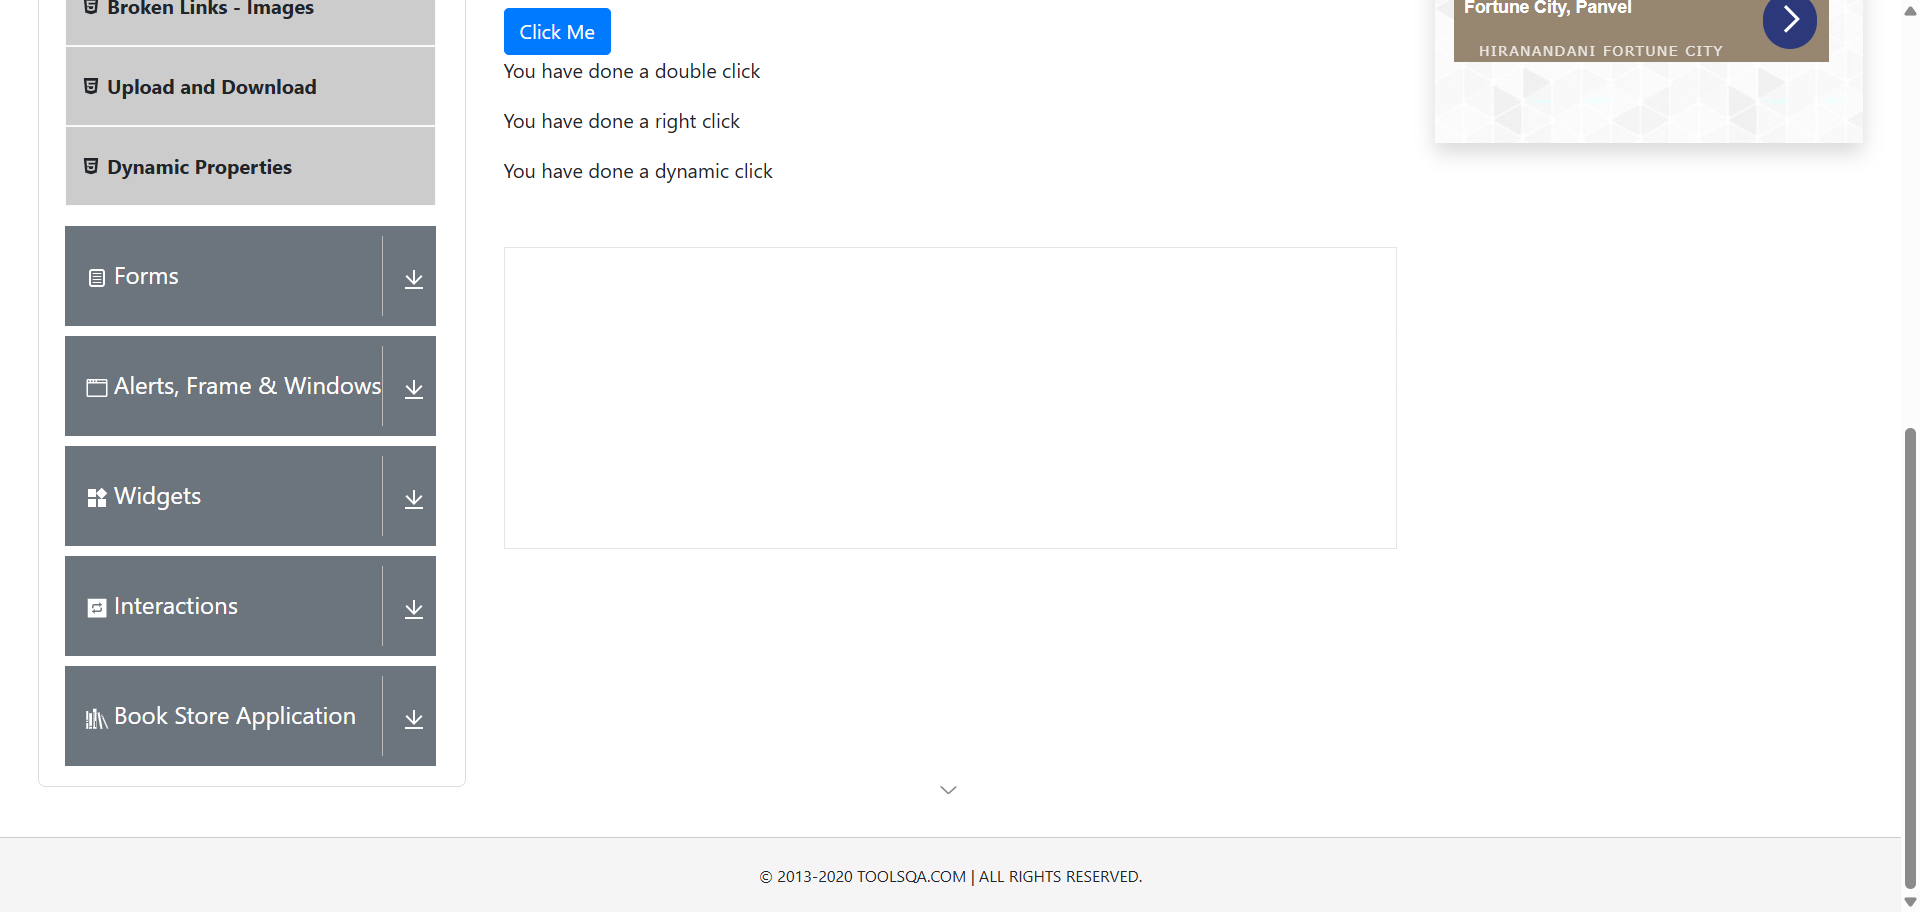 Broken Links - Images
Upload and Download
Dynamic Properties
Forms
Alerts, Frame & Windows
Widgets
Interactions
Book Store Application
Click Me
You have done a double click
You have done a right click
You have done a dynamic click
Fortune City, Panvel
HIRANANDANI FORTUNE CITY
© 2013-2020 TOOLSQA.COM | ALL RIGHTS RESERVED.